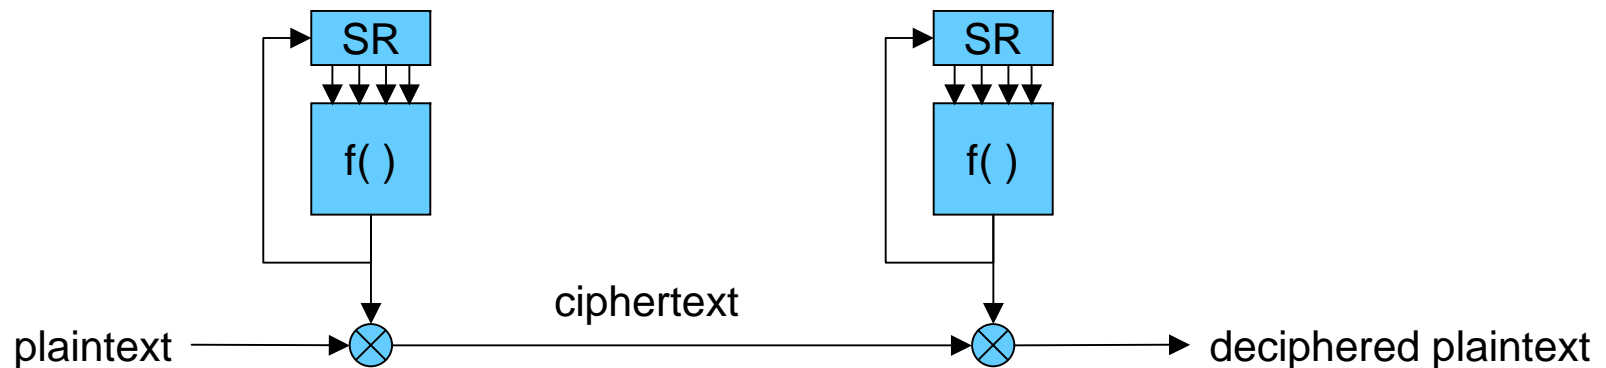 SR
SR
f( )
f( )
ciphertext
plaintext
deciphered plaintext